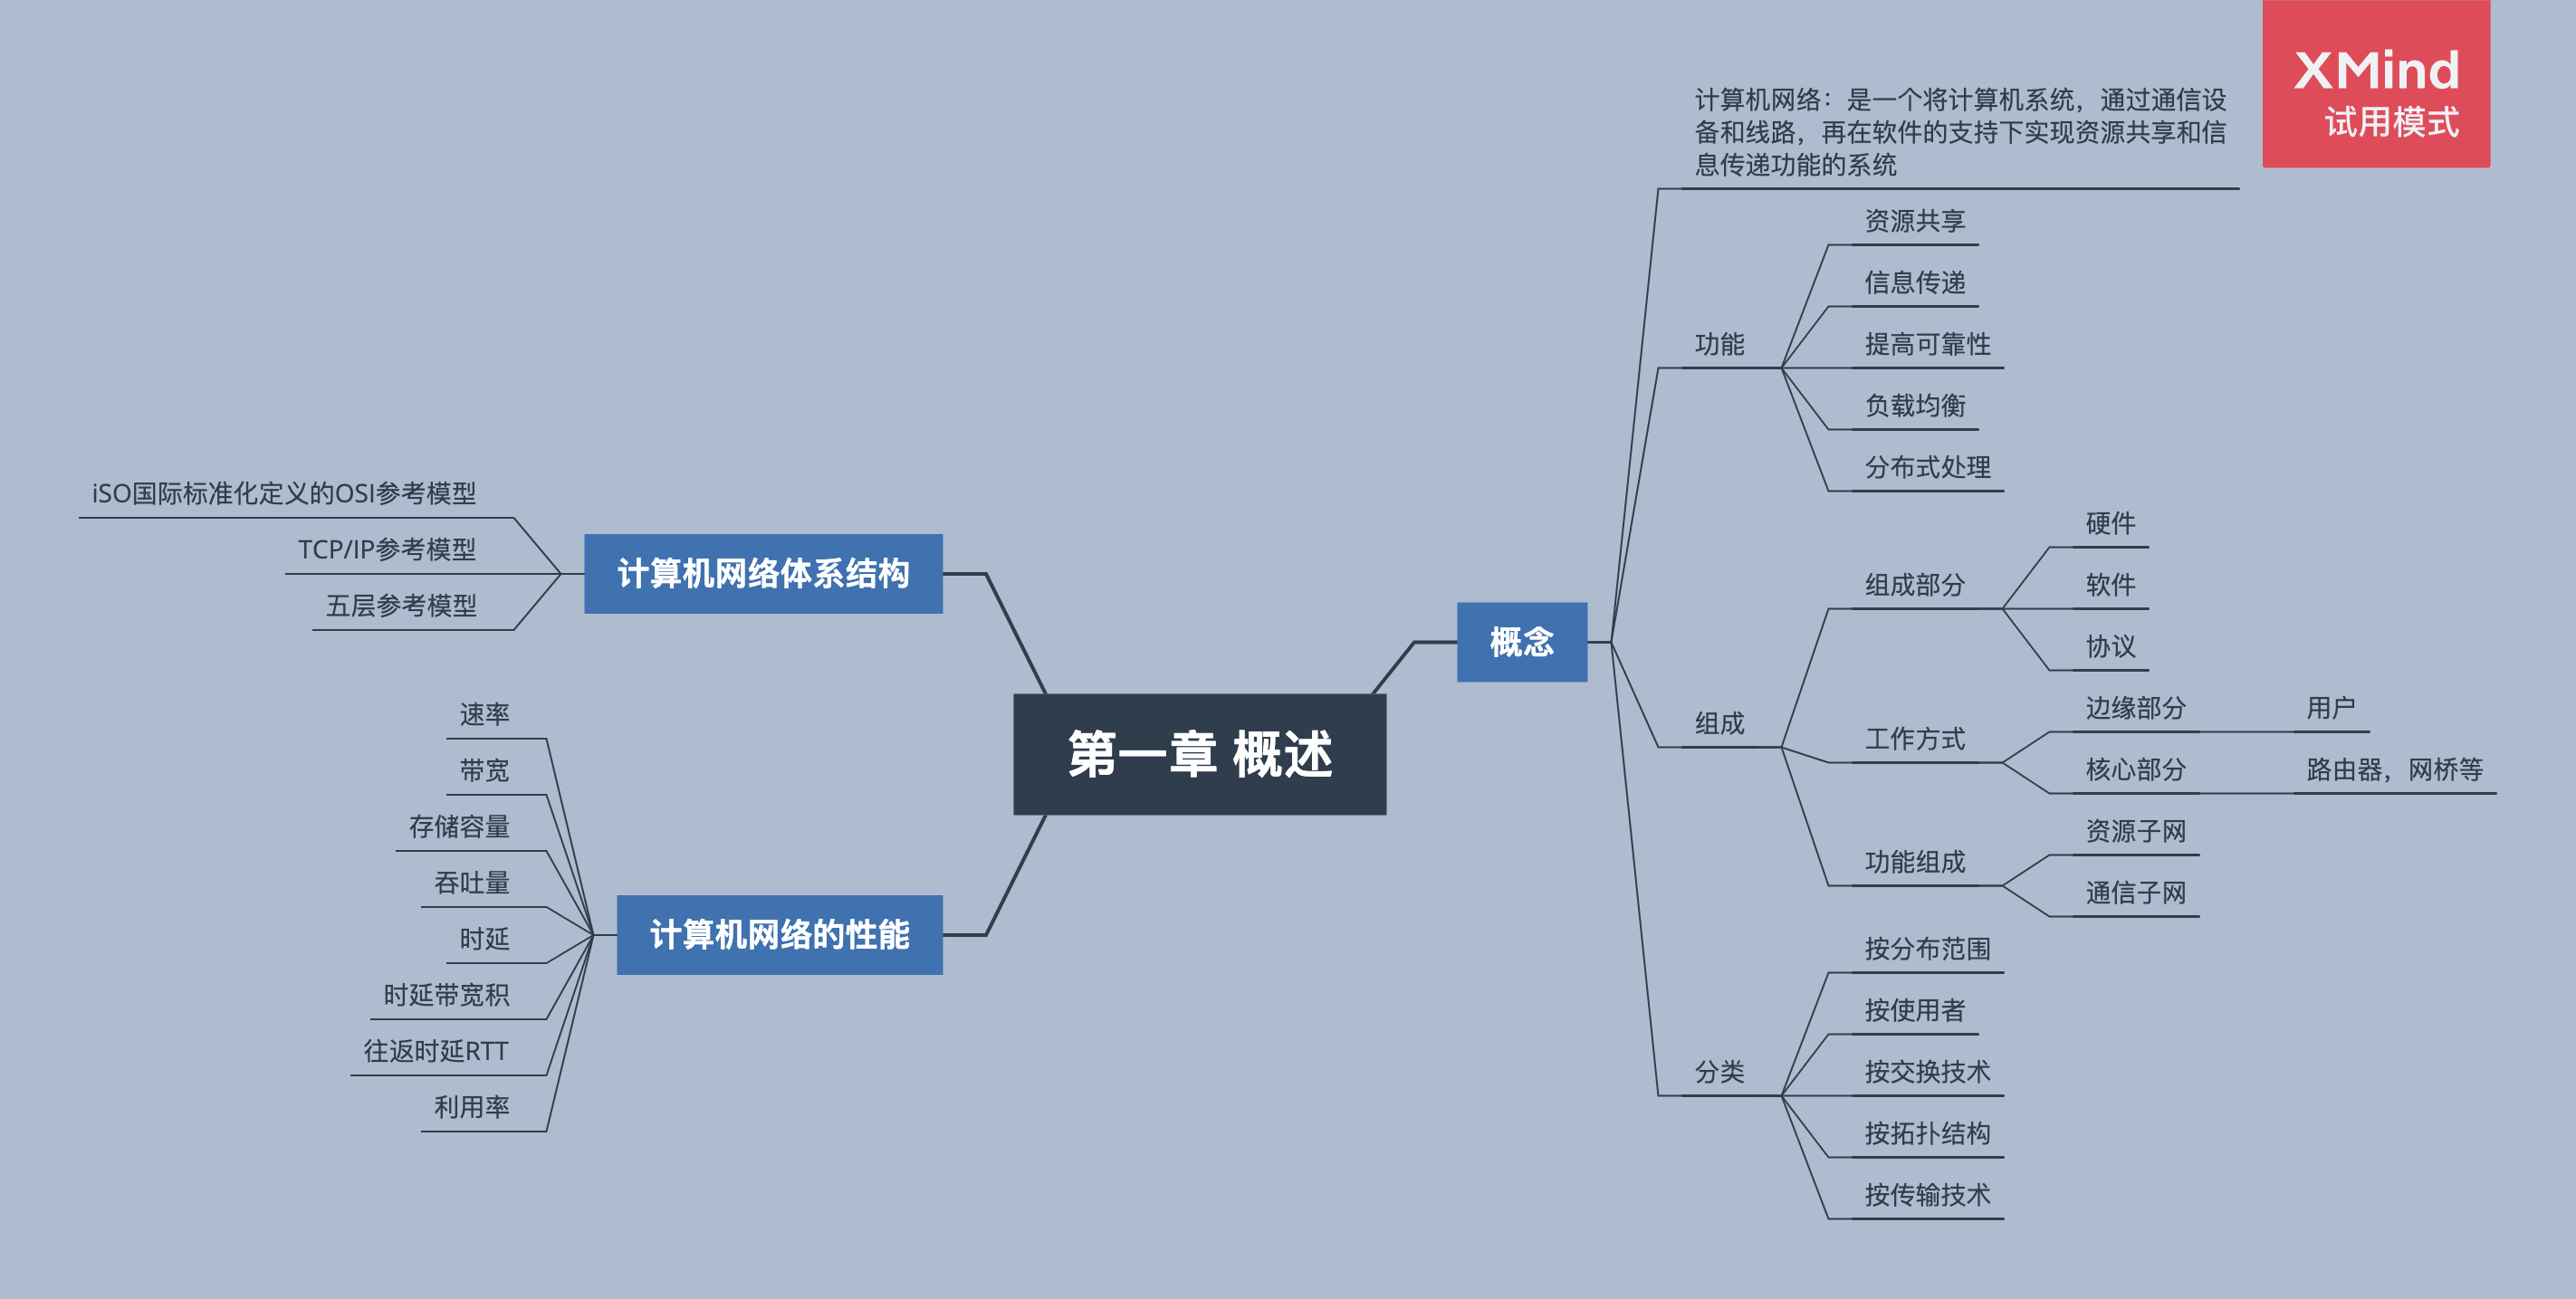 XMind
试用模式
第一章 概述
概念
计算机网络：是一个将计算机系统，通过通信设
备和线路，再在软件的支持下实现资源共享和信
息传递功能的系统
功能
资源共享
信息传递
提高可靠性
负载均衡
分布式处理
组成
组成部分
硬件
软件
协议
工作方式
边缘部分
用户
核心部分
路由器，网桥等
功能组成
资源子网
通信子网
分类
按分布范围
按使用者
按交换技术
按拓扑结构
按传输技术
计算机网络体系结构
iSO国际标准化定义的OSI参考模型
TCP/IP参考模型
五层参考模型
计算机网络的性能
速率
带宽
存储容量
吞吐量
时延
时延带宽积
往返时延RTT
利用率